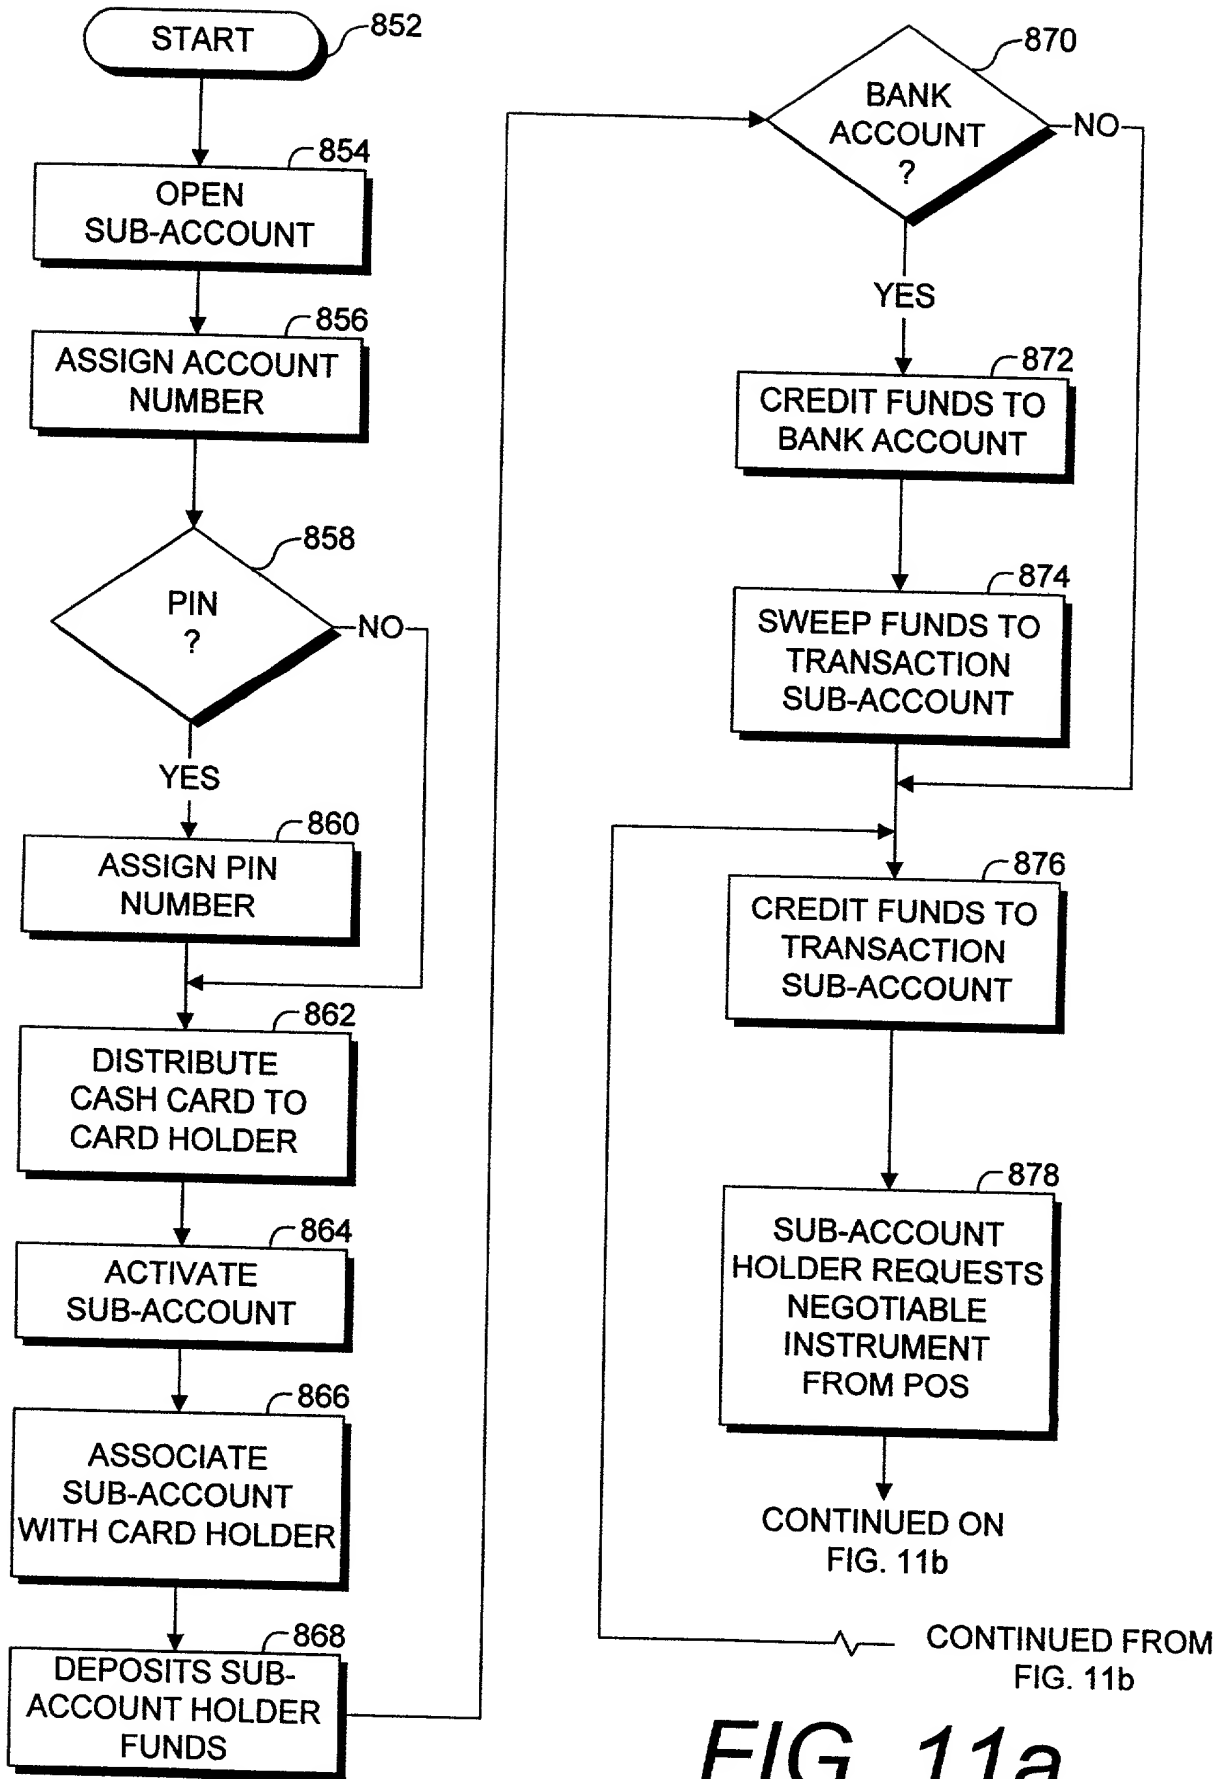 START
852
854
OPEN
SUB-ACCOUNT
856
ASSIGN ACCOUNT
NUMBER
858
PIN
?
NO
YES
860
ASSIGN PIN
NUMBER
862
DISTRIBUTE
CASH CARD TO
CARD HOLDER
864
ACTIVATE
SUB-ACCOUNT
866
ASSOCIATE
SUB-ACCOUNT
WITH CARD HOLDER
868
DEPOSITS SUB-
ACCOUNT HOLDER
FUNDS
870
BANK
ACCOUNT
?
NO
YES
872
CREDIT FUNDS TO
BANK ACCOUNT
874
SWEEP FUNDS TO
TRANSACTION
SUB-ACCOUNT
876
CREDIT FUNDS TO
TRANSACTION
SUB-ACCOUNT
878
SUB-ACCOUNT
HOLDER REQUESTS
NEGOTIABLE
INSTRUMENT
FROM POS
CONTINUED ON
FIG. 11b
CONTINUED FROM
FIG. 11b
FIG. 11a